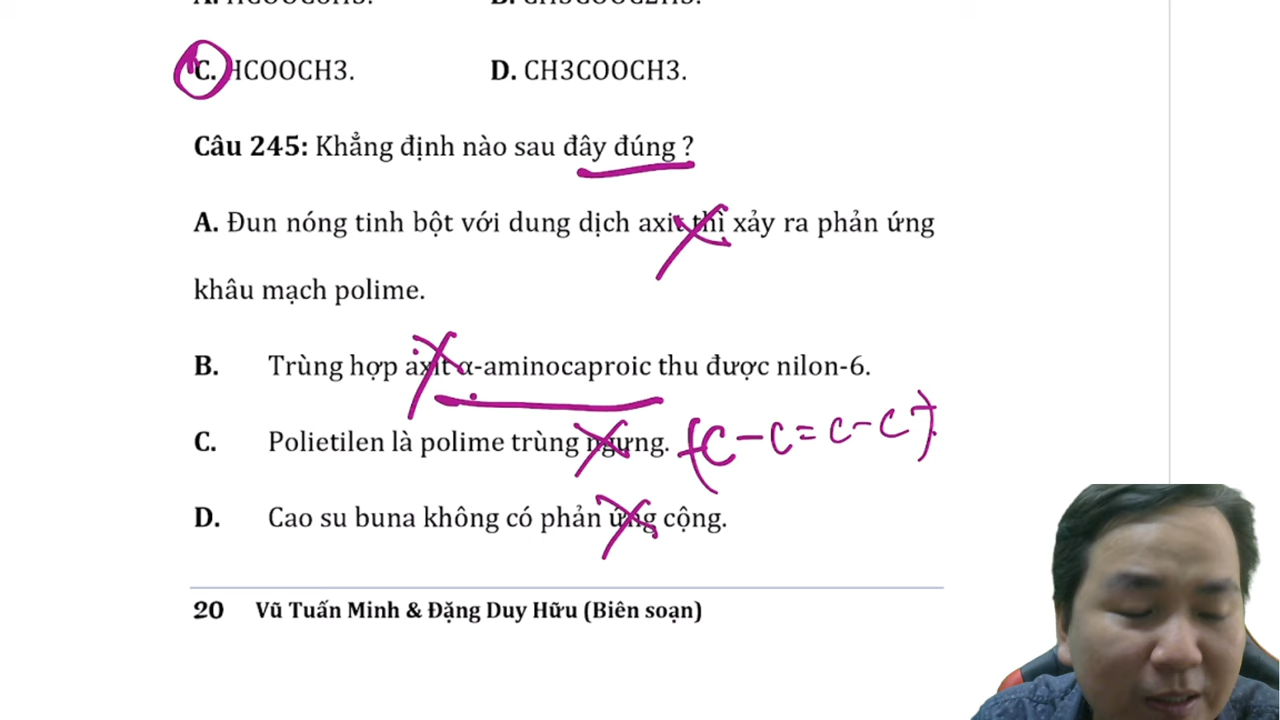 C. HCOOCH3. D. CH3COOCH3.
Câu 245: Khẳng định nào sau đây đúng ?
A. Đun nóng tinh bột với dung dịch axit thì xảy ra phản ứng
khâu mạch polime.
B. Trùng hợp axit α-aminocaproic thu được nilon-6.
C. Polietilen là polime trùng ngưng. (C-C=C-C)
D. Cao su buna không có phản ứng cộng.
20 Vũ Tuấn Minh & Đặng Duy Hữu (Biên soạn)